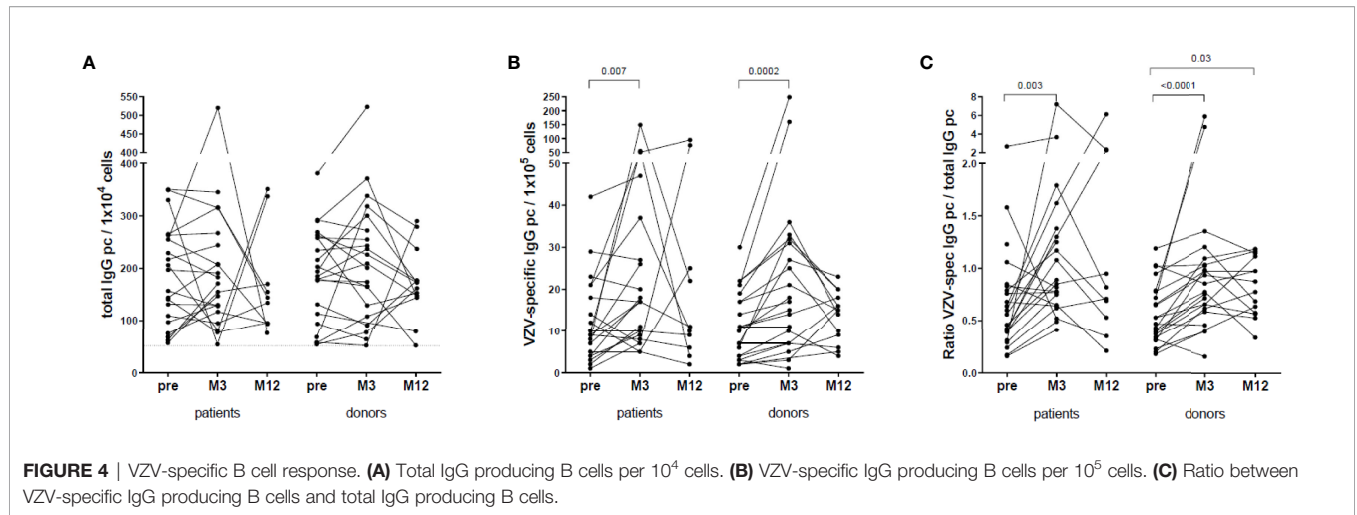 A
total IgG pc / 1x10⁴ cells
550
500
450
400
400
300
200
100
0
pre M3 M12 pre M3 M12
patients donors
B
VZV-specific IgG pc / 1x10⁵ cells
0.007
0.0002
250
200
150
100
50
50
40
30
20
10
0
pre M3 M12 pre M3 M12
patients donors
C
Ratio VZV-spec IgG pc / total IgG pc
0.03
0.003
<0.0001
8
6
4
2
2.0
1.5
1.0
0.5
0.0
pre M3 M12 pre M3 M12
patients donors
FIGURE 4 | VZV-specific B cell response. (A) Total IgG producing B cells per 10⁴ cells. (B) VZV-specific IgG producing B cells per 10⁵ cells. (C) Ratio between
VZV-specific IgG producing B cells and total IgG producing B cells.